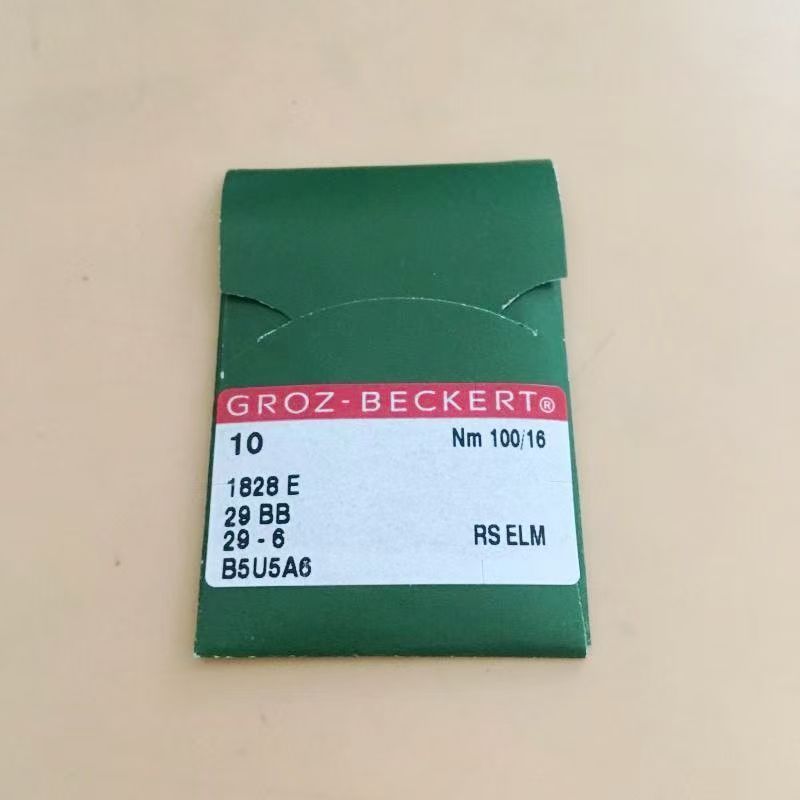 GROZ-BECKERT®
10 Nm 100/16
1828 E
29 BB
29-6 RS ELM
B5U5A6